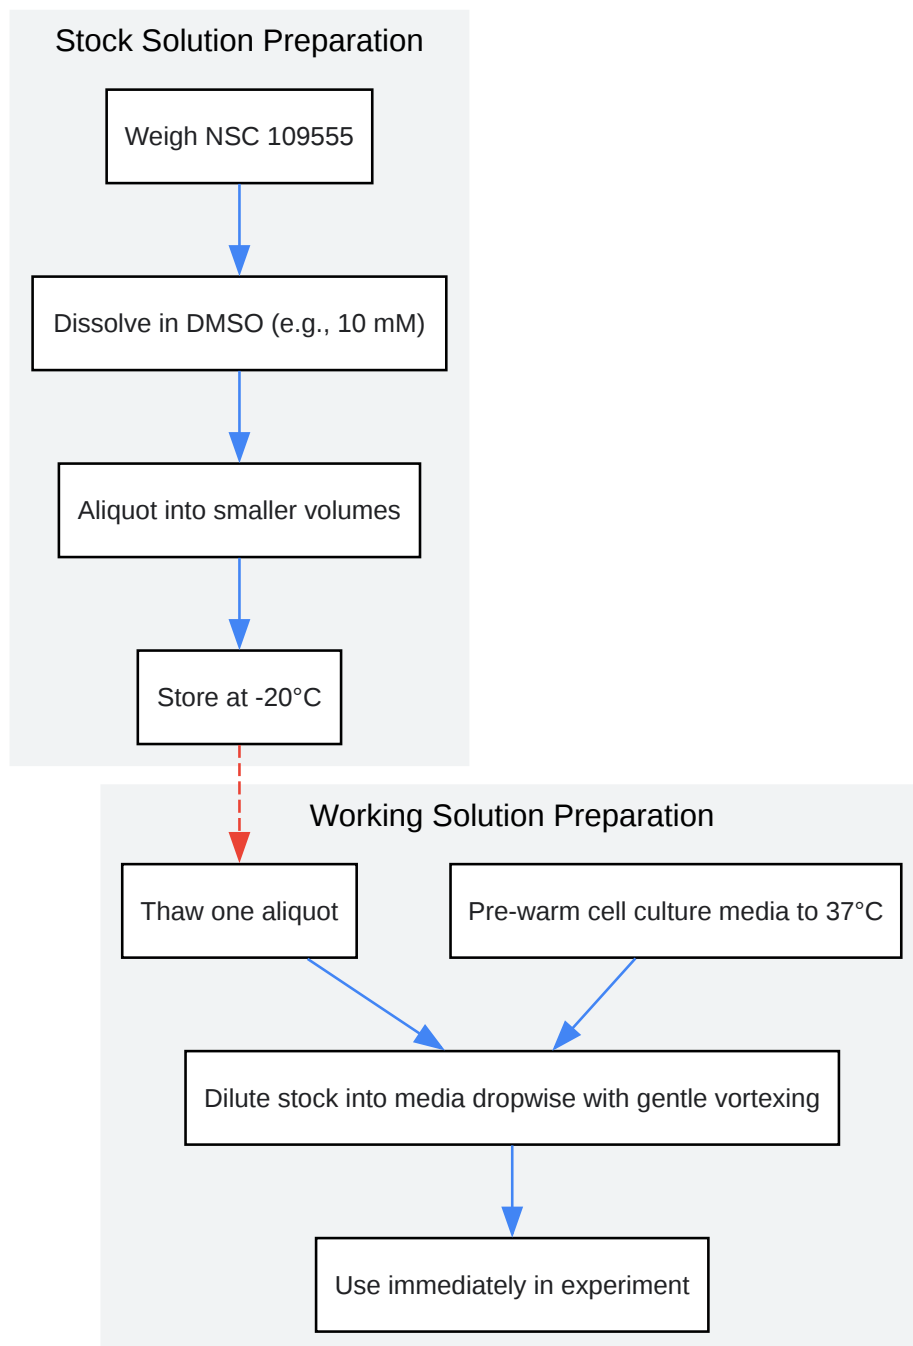 Stock Solution Preparation
Weigh NSC 109555
Dissolve in DMSO (e.g., 10 mM)
Aliquot into smaller volumes
Store at -20°C
Working Solution Preparation
Thaw one aliquot
Pre-warm cell culture media to 37°C
Dilute stock into media dropwise with gentle vortexing
Use immediately in experiment